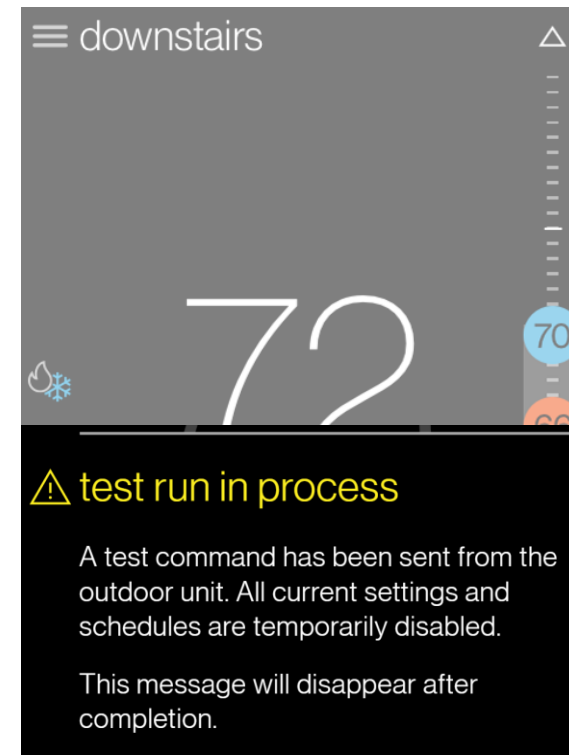 downstairs
70
72
66
test run in process
A test command has been sent from the
outdoor unit. All current settings and
schedules are temporarily disabled.
This message will disappear after
completion.